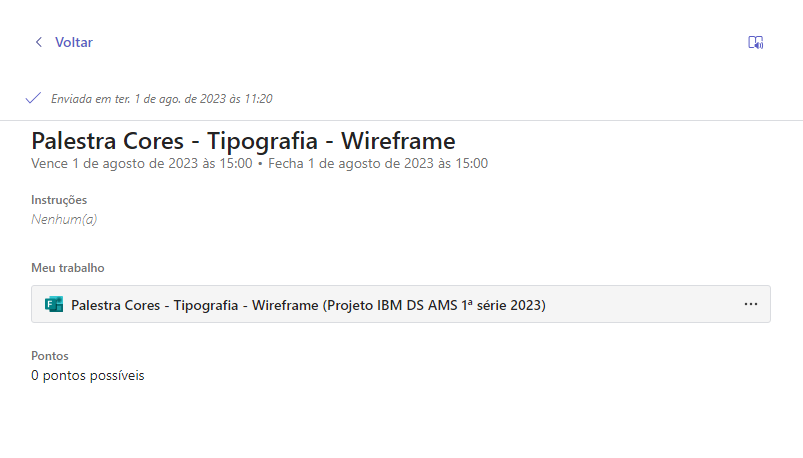 Voltar
Enviada em ter. 1 de ago. de 2023 às 11:20
Palestra Cores - Tipografia - Wireframe
Vence 1 de agosto de 2023 às 15:00 • Fecha 1 de agosto de 2023 às 15:00
Instruções
Nenhum(a)
Meu trabalho
Palestra Cores - Tipografia - Wireframe (Projeto IBM DS AMS 1ª série 2023)
Pontos
0 pontos possíveis